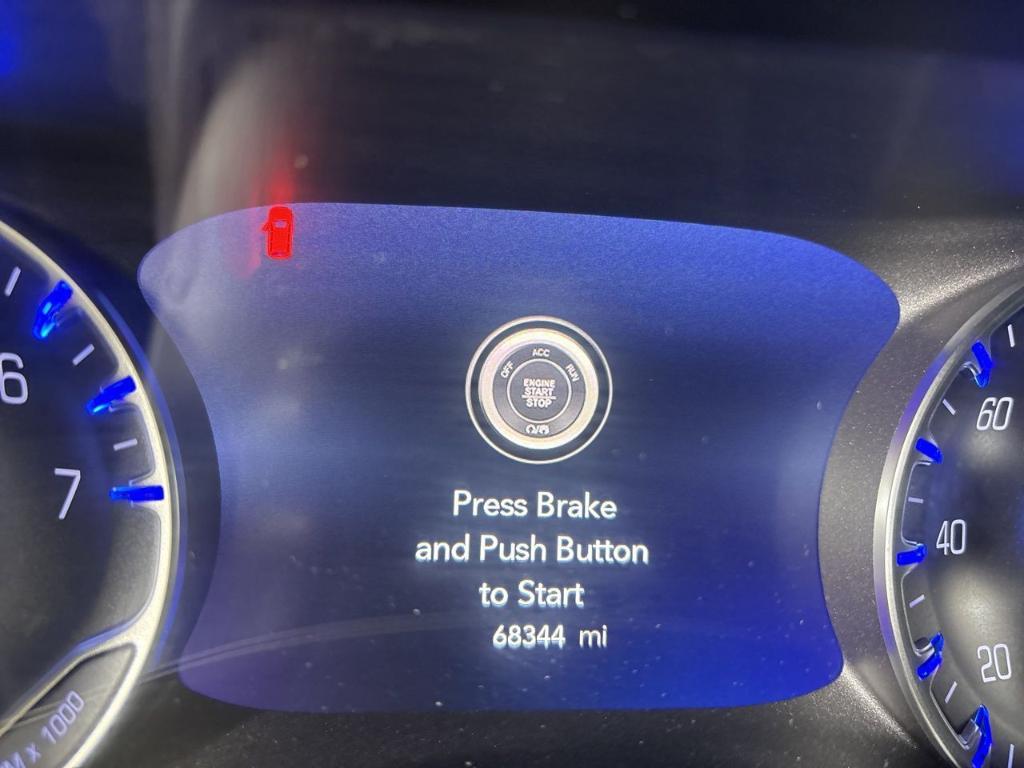 OFF
ACC
RUN
ENGINE
START
STOP
Press Brake
and Push Button
to Start
68344 mi
6
7
x 1000
60
40
20